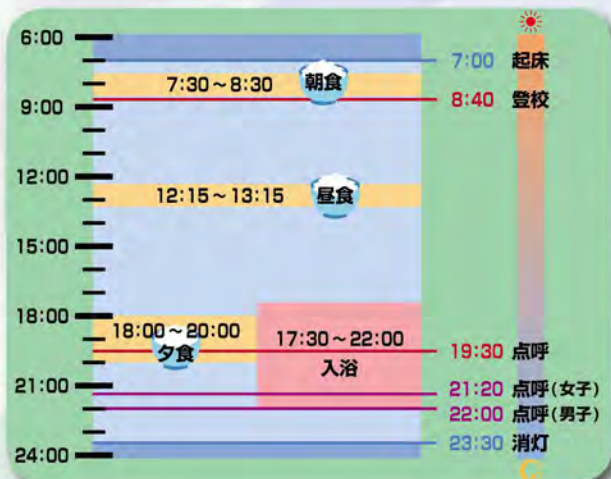 6:00
7:00 起床
7:30～8:30 朝食
8:40 登校
9:00
12:00
12:15～13:15 昼食
15:00
18:00
18:00～20:00
夕食
17:30～22:00
入浴
19:30 点呼
21:00
21:20 点呼(女子)
22:00 点呼(男子)
23:30 消灯
24:00